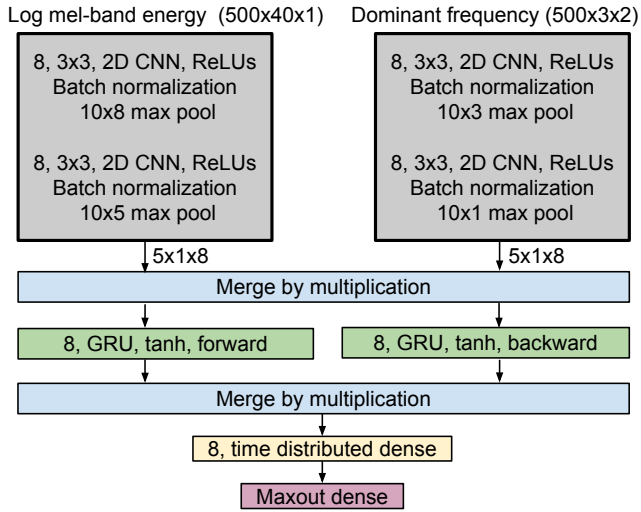 Log mel-band energy (500x40x1)
Dominant frequency (500x3x2)
8, 3x3, 2D CNN, ReLUs
Batch normalization
10x8 max pool
8, 3x3, 2D CNN, ReLUs
Batch normalization
10x5 max pool
8, 3x3, 2D CNN, ReLUs
Batch normalization
10x3 max pool
8, 3x3, 2D CNN, ReLUs
Batch normalization
10x1 max pool
5x1x8
5x1x8
Merge by multiplication
8, GRU, tanh, forward
8, GRU, tanh, backward
Merge by multiplication
8, time distributed dense
Maxout dense